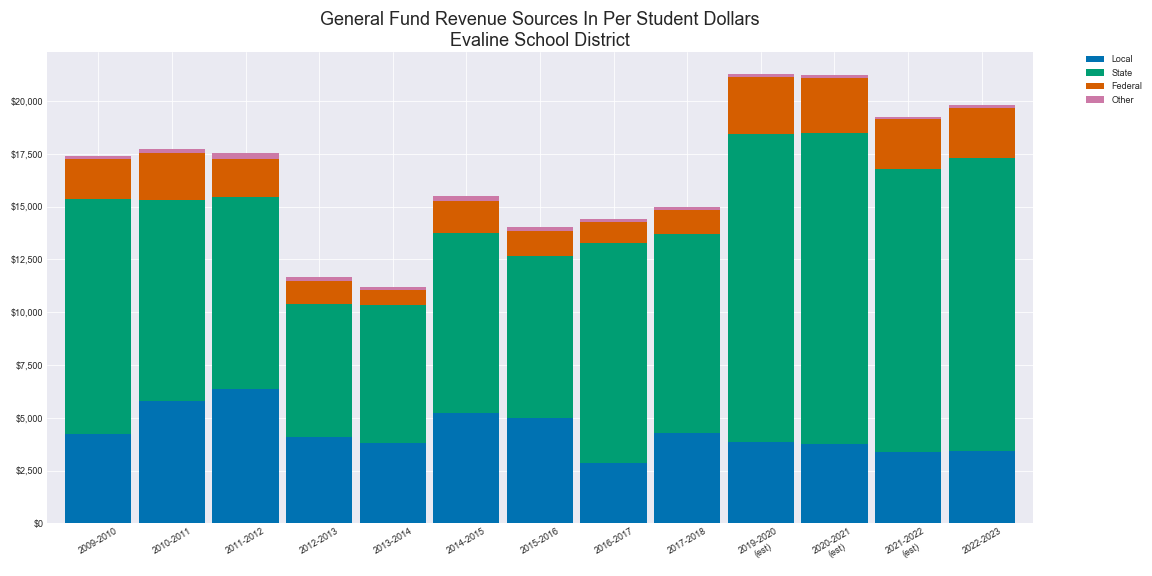 General Fund Revenue Sources In Per Student Dollars
Evaline School District
Local
State
Federal
Other
$20,000
$17,500
$15,000
$12,500
$10,000
$7,500
$5,000
$2,500
$0
2009-2010
2010-2011
2011-2012
2012-2013
2013-2014
2014-2015
2015-2016
2016-2017
2017-2018
2019-2020
(est)
2020-2021
(est)
2021-2022
(est)
2022-2023